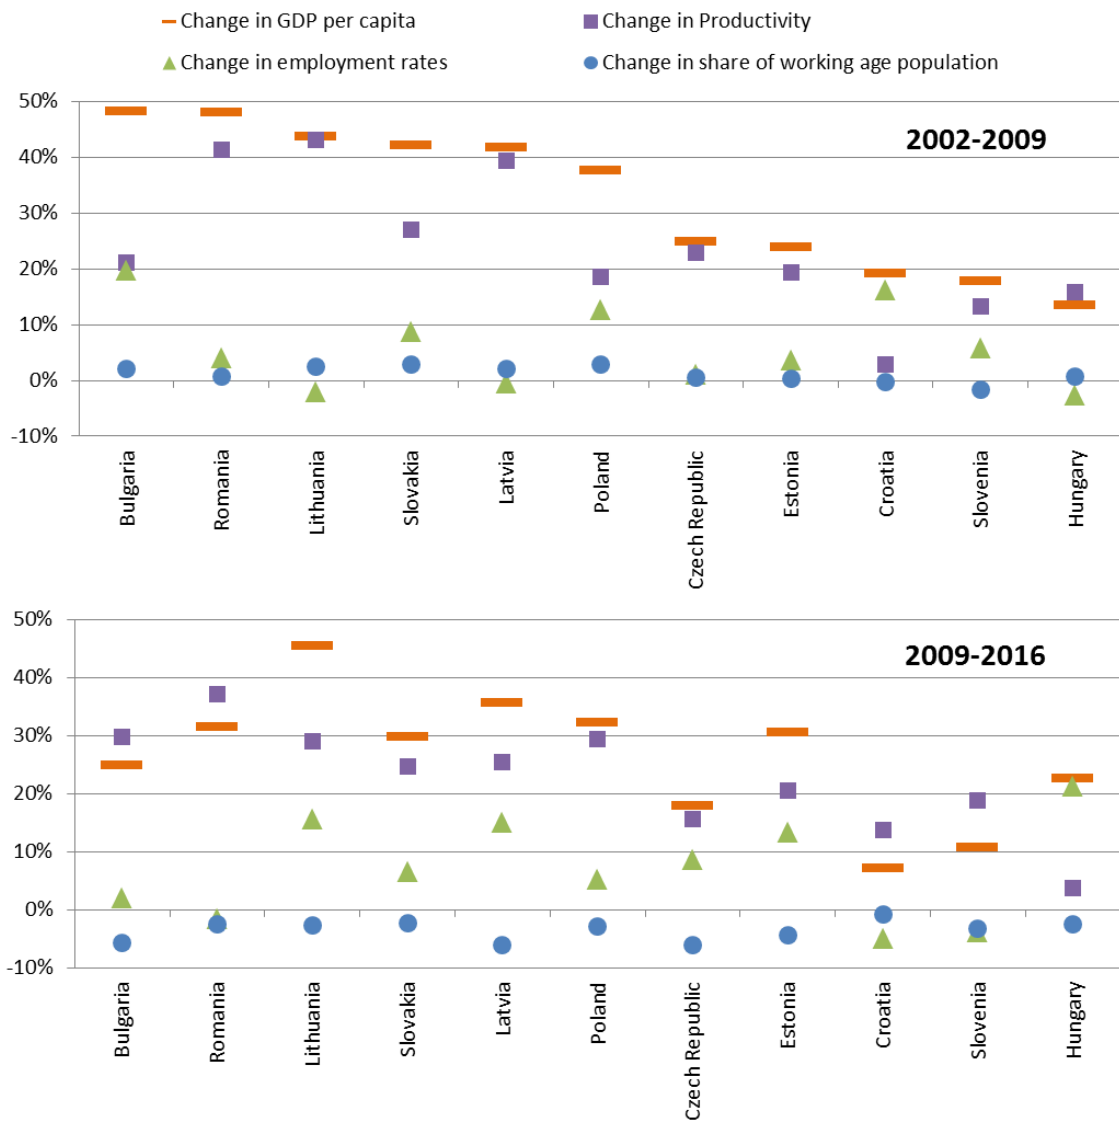 Change in GDP per capita
Change in Productivity
Change in employment rates
Change in share of working age population
50%
40%
30%
20%
10%
0%
-10%
2002-2009
Bulgaria
Romania
Lithuania
Slovakia
Latvia
Poland
Czech Republic
Estonia
Croatia
Slovenia
Hungary
50%
40%
30%
20%
10%
0%
-10%
2009-2016
Bulgaria
Romania
Lithuania
Slovakia
Latvia
Poland
Czech Republic
Estonia
Croatia
Slovenia
Hungary